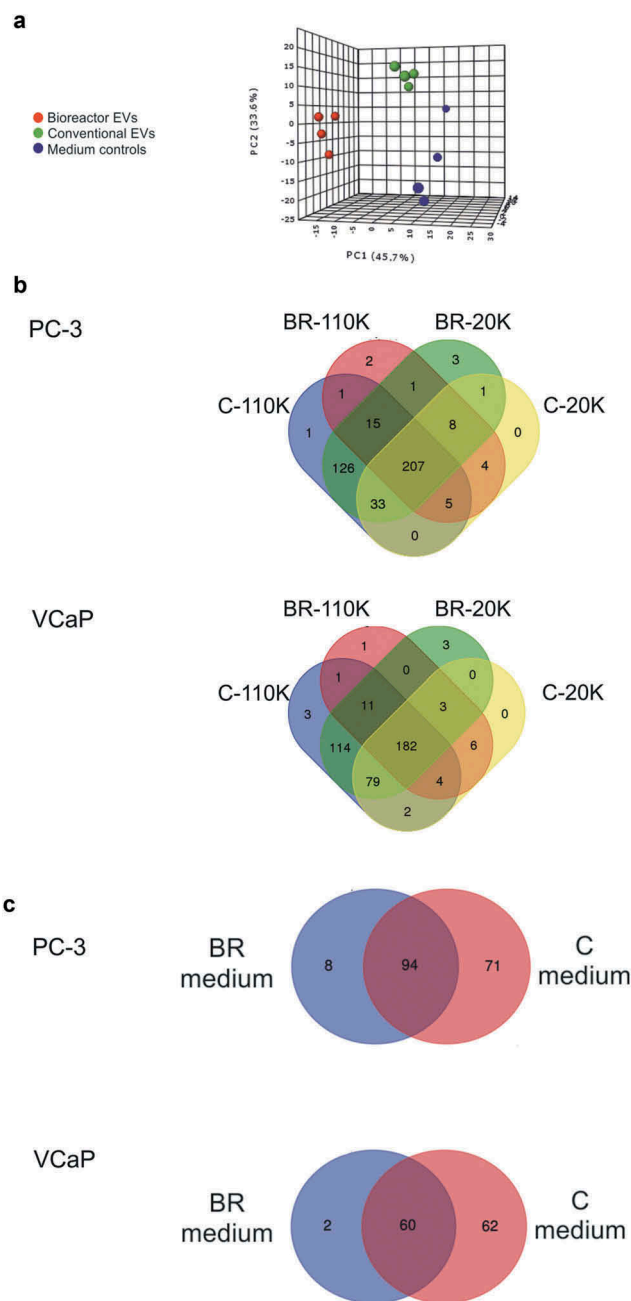 a
20
15
10
5
0
-5
-10
-15
-20
-25
PC2 (33.6%)
-15
-10
-5
0
5
10
15
20
25
30
PC1 (45.7%)
Bioreactor EVs
Conventional EVs
Medium controls
b
PC-3
BR-110K
BR-20K
C-110K
C-20K
2
3
1
1
1
1
15
8
0
126
207
4
33
5
0
VCaP
BR-110K
BR-20K
C-110K
C-20K
1
3
1
0
0
3
11
3
0
114
182
6
79
4
2
c
PC-3
BR
medium
8
94
71
C
medium
VCaP
BR
medium
2
60
62
C
medium